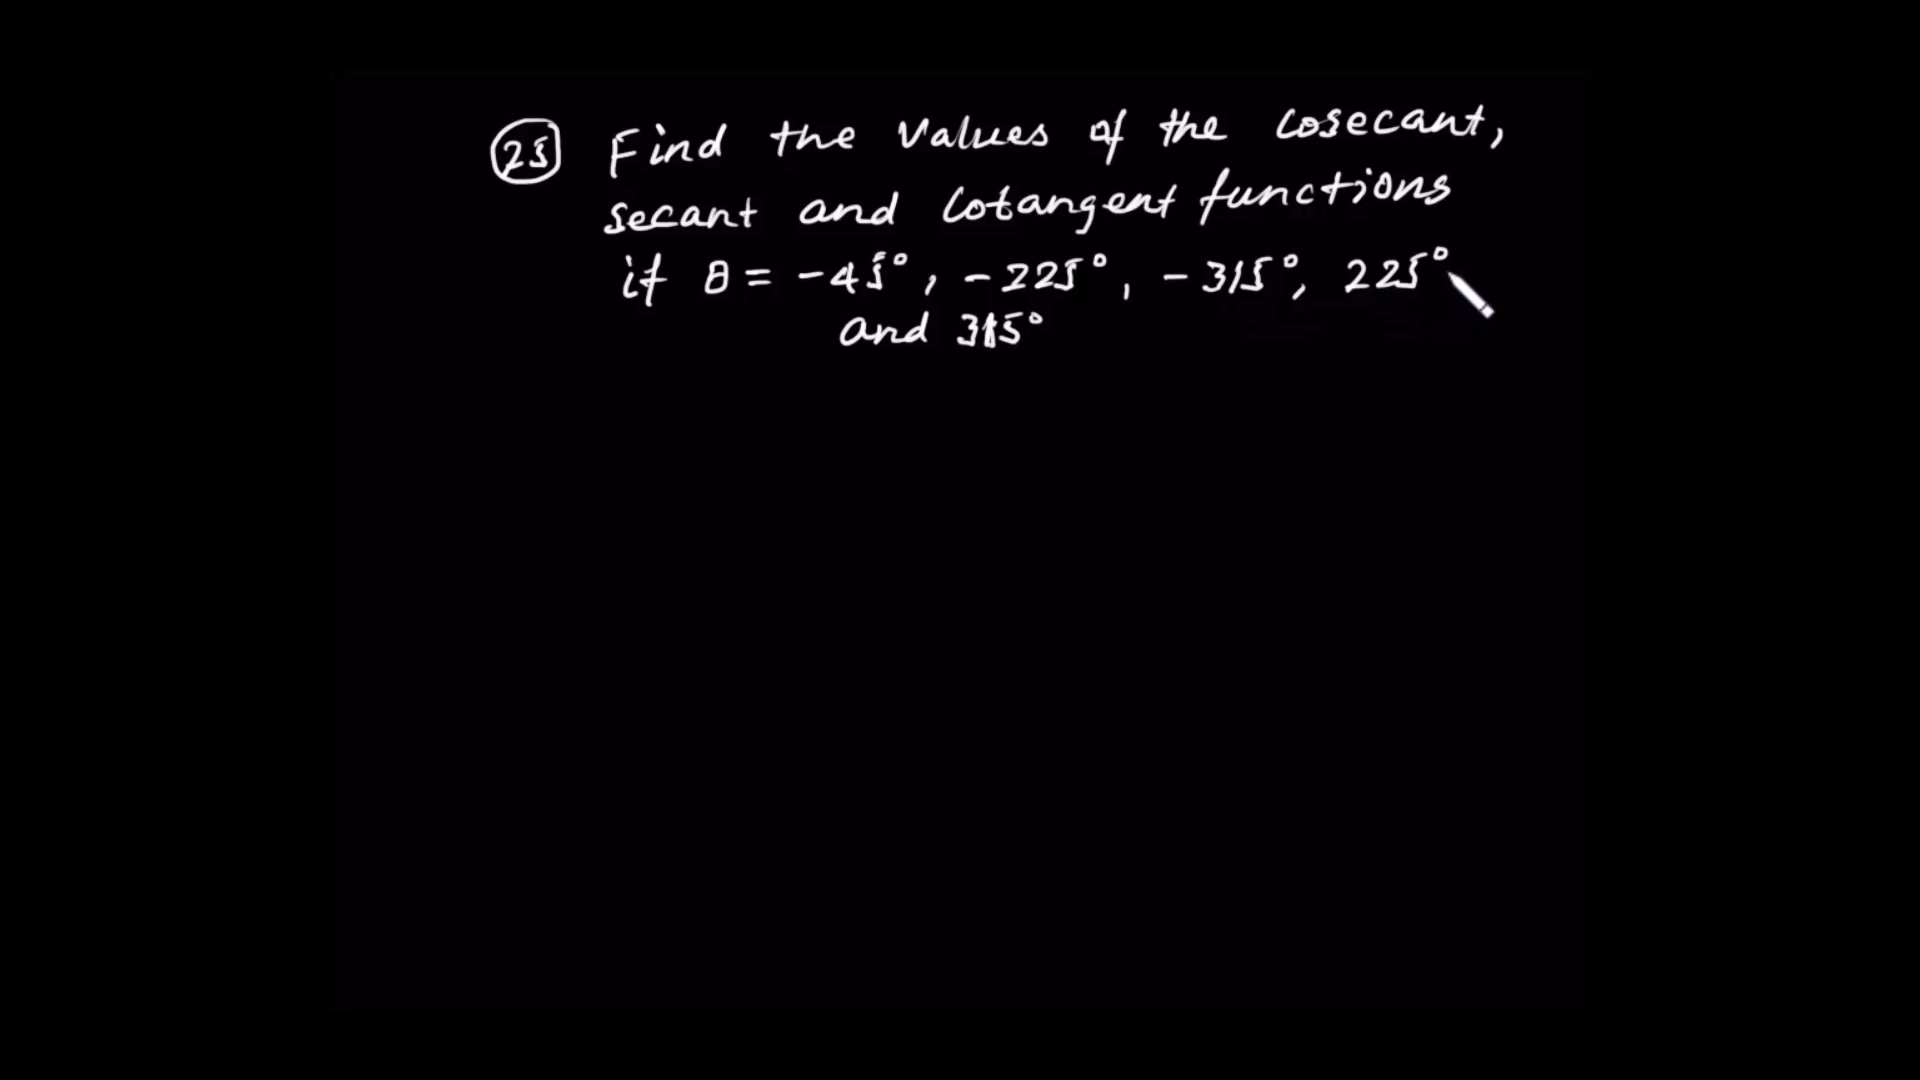 25 Find the values of the cosecant,
secant and cotangent functions
if θ = -45°, -225°, -315°, 225°
and 315°